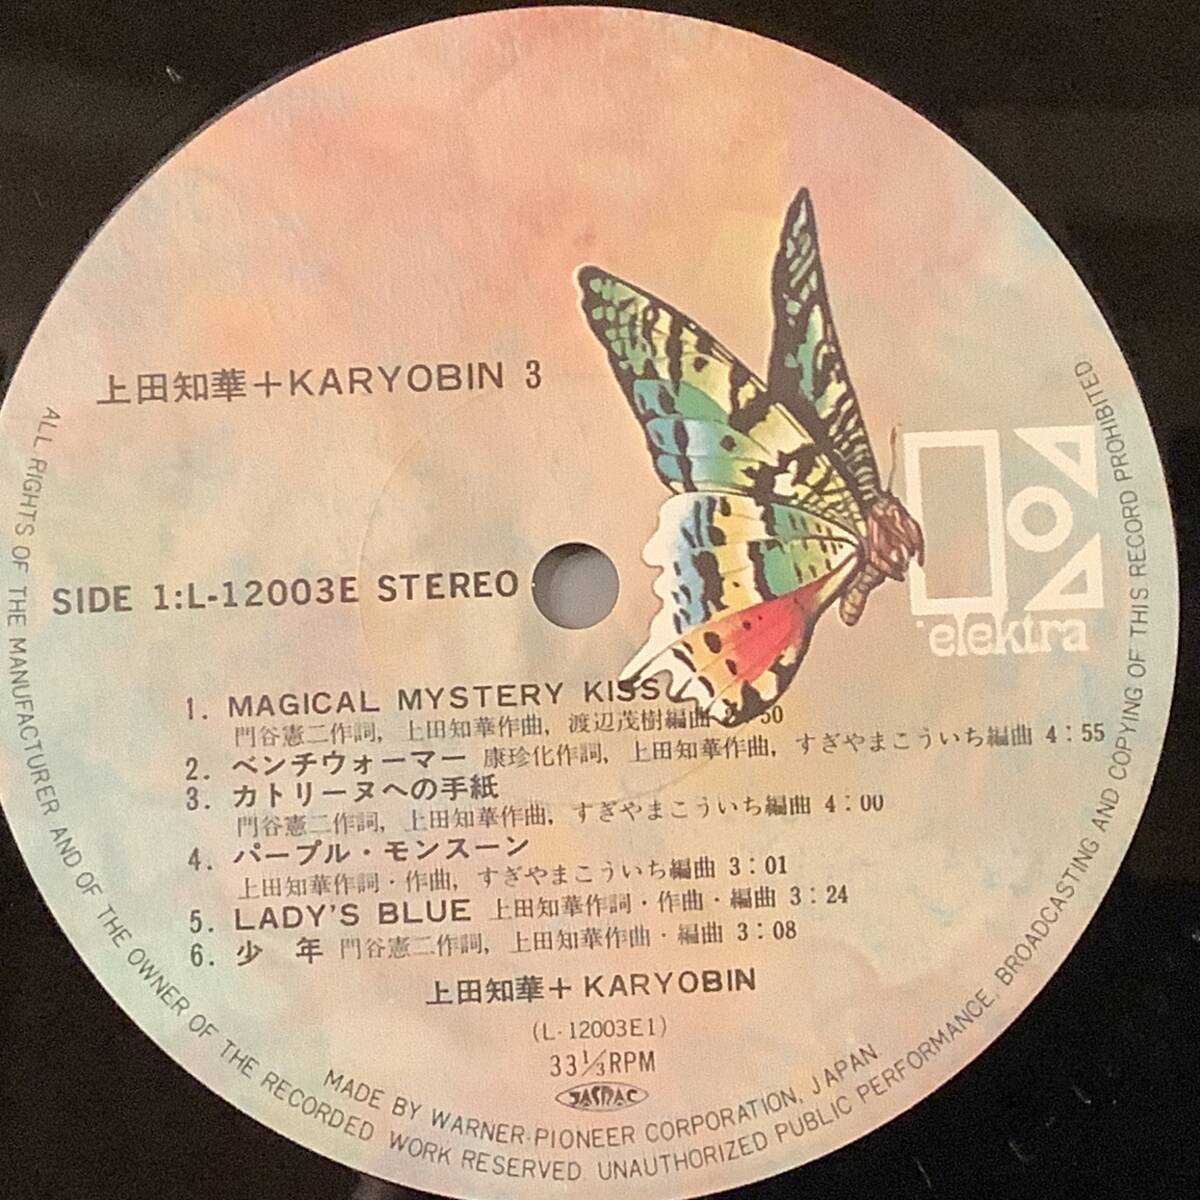 上田知華＋KARYOBIN 3
elektra
SIDE 1:L-12003E STEREO
1. MAGICAL MYSTERY KISS
門谷憲二作詞, 上田知華作曲, 渡辺茂樹編曲 :50
2. ベンチウォーマー 康珍化作詞, 上田知華作曲, すぎやまこういち編曲 4:55
3. カトリーヌへの手紙
門谷憲二作詞, 上田知華作曲, すぎやまこういち編曲 4:00
4. パープル・モンスーン
上田知華作詞・作曲, すぎやまこういち編曲 3:01
5. LADY'S BLUE 上田知華作詞・作曲・編曲 3:24
6. 少 年 門谷憲二作詞, 上田知華作曲・編曲 3:08
上田知華＋ KARYOBIN
(L-12003E1)
33⅓RPM
JASRAC
MADE BY WARNER-PIONEER CORPORATION, JAPAN.
ALL RIGHTS OF THE MANUFACTURER AND OF THE OWNER OF THE RECORDED WORK RESERVED. UNAUTHORIZED PUBLIC PERFORMANCE, BROADCASTING AND COPYING OF THIS RECORD PROHIBITED